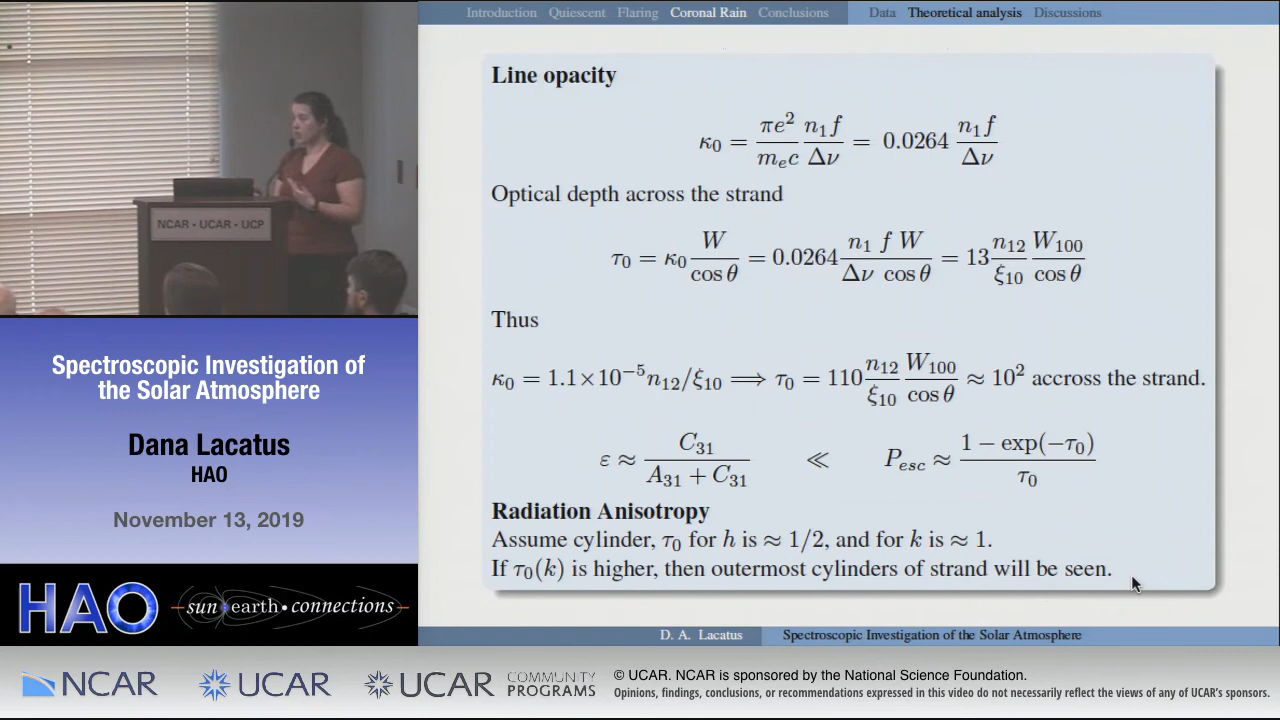 Introduction Quiescent Flaring Coronal Rain Conclusions Data Theoretical analysis Discussions
Line opacity
κ₀ = πe²/mₑc n₁f/Δν = 0.0264 n₁f/Δν
Optical depth across the strand
τ₀ = κ₀ W/cos θ = 0.0264 n₁ f W/Δν cos θ = 13 n₁₂/ξ₁₀ W₁₀₀/cos θ
Thus
κ₀ = 1.1×10⁻⁵n₁₂/ξ₁₀ ⟹ τ₀ = 110 n₁₂/ξ₁₀ W₁₀₀/cos θ ≈ 10² accross the strand.
ε ≈ C₃₁/A₃₁ + C₃₁ ≪ P_esc ≈ 1 − exp(−τ₀)/τ₀
Radiation Anisotropy
Assume cylinder, τ₀ for h is ≈ 1/2, and for k is ≈ 1.
If τ₀(k) is higher, then outermost cylinders of strand will be seen.
D. A. Lacatus Spectroscopic Investigation of the Solar Atmosphere
NCAR - UCAR - UCP
Spectroscopic Investigation of
the Solar Atmosphere
Dana Lacatus
HAO
November 13, 2019
HAO sun earth • connections
NCAR UCAR UCAR COMMUNITY PROGRAMS
© UCAR. NCAR is sponsored by the National Science Foundation.
Opinions, findings, conclusions, or recommendations expressed in this video do not necessarily reflect the views of any of UCAR's sponsors.